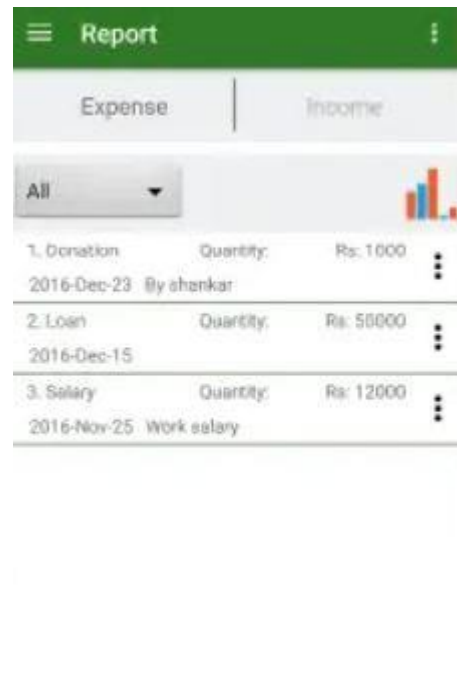 Report
Expense Income
All
1. Donation Quantity: Rs: 1000
2016-Dec-23 By shankar
2. Loan Quantity: Rs: 50000
2016-Dec-15
3. Salary Quantity: Rs: 12000
2016-Nov-25 Work salary